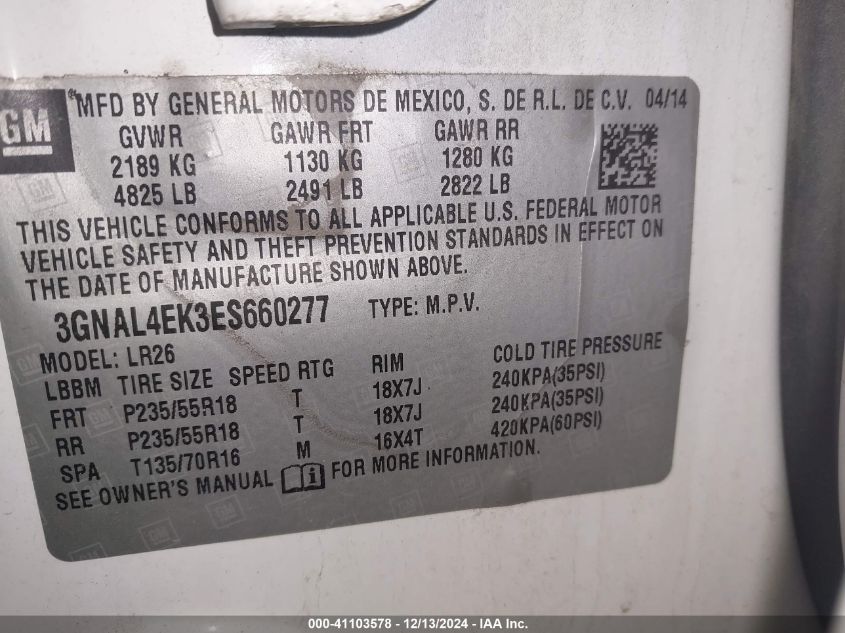 GM
MFD BY GENERAL MOTORS DE MEXICO, S. DE R.L. DE C.V. 04/14
GVWR GAWR FRT GAWR RR
2189 KG 1130 KG 1280 KG
4825 LB 2491 LB 2822 LB
THIS VEHICLE CONFORMS TO ALL APPLICABLE U.S. FEDERAL MOTOR
VEHICLE SAFETY AND THEFT PREVENTION STANDARDS IN EFFECT ON
THE DATE OF MANUFACTURE SHOWN ABOVE.
3GNAL4EK3ES660277 TYPE: M.P.V.
MODEL: LR26
LBBM TIRE SIZE SPEED RTG RIM COLD TIRE PRESSURE
FRT P235/55R18 T 18X7J 240KPA(35PSI)
RR P235/55R18 T 18X7J 240KPA(35PSI)
SPA T135/70R16 M 16X4T 420KPA(60PSI)
SEE OWNER'S MANUAL i FOR MORE INFORMATION.
000-41103578 - 12/13/2024 - IAA Inc.